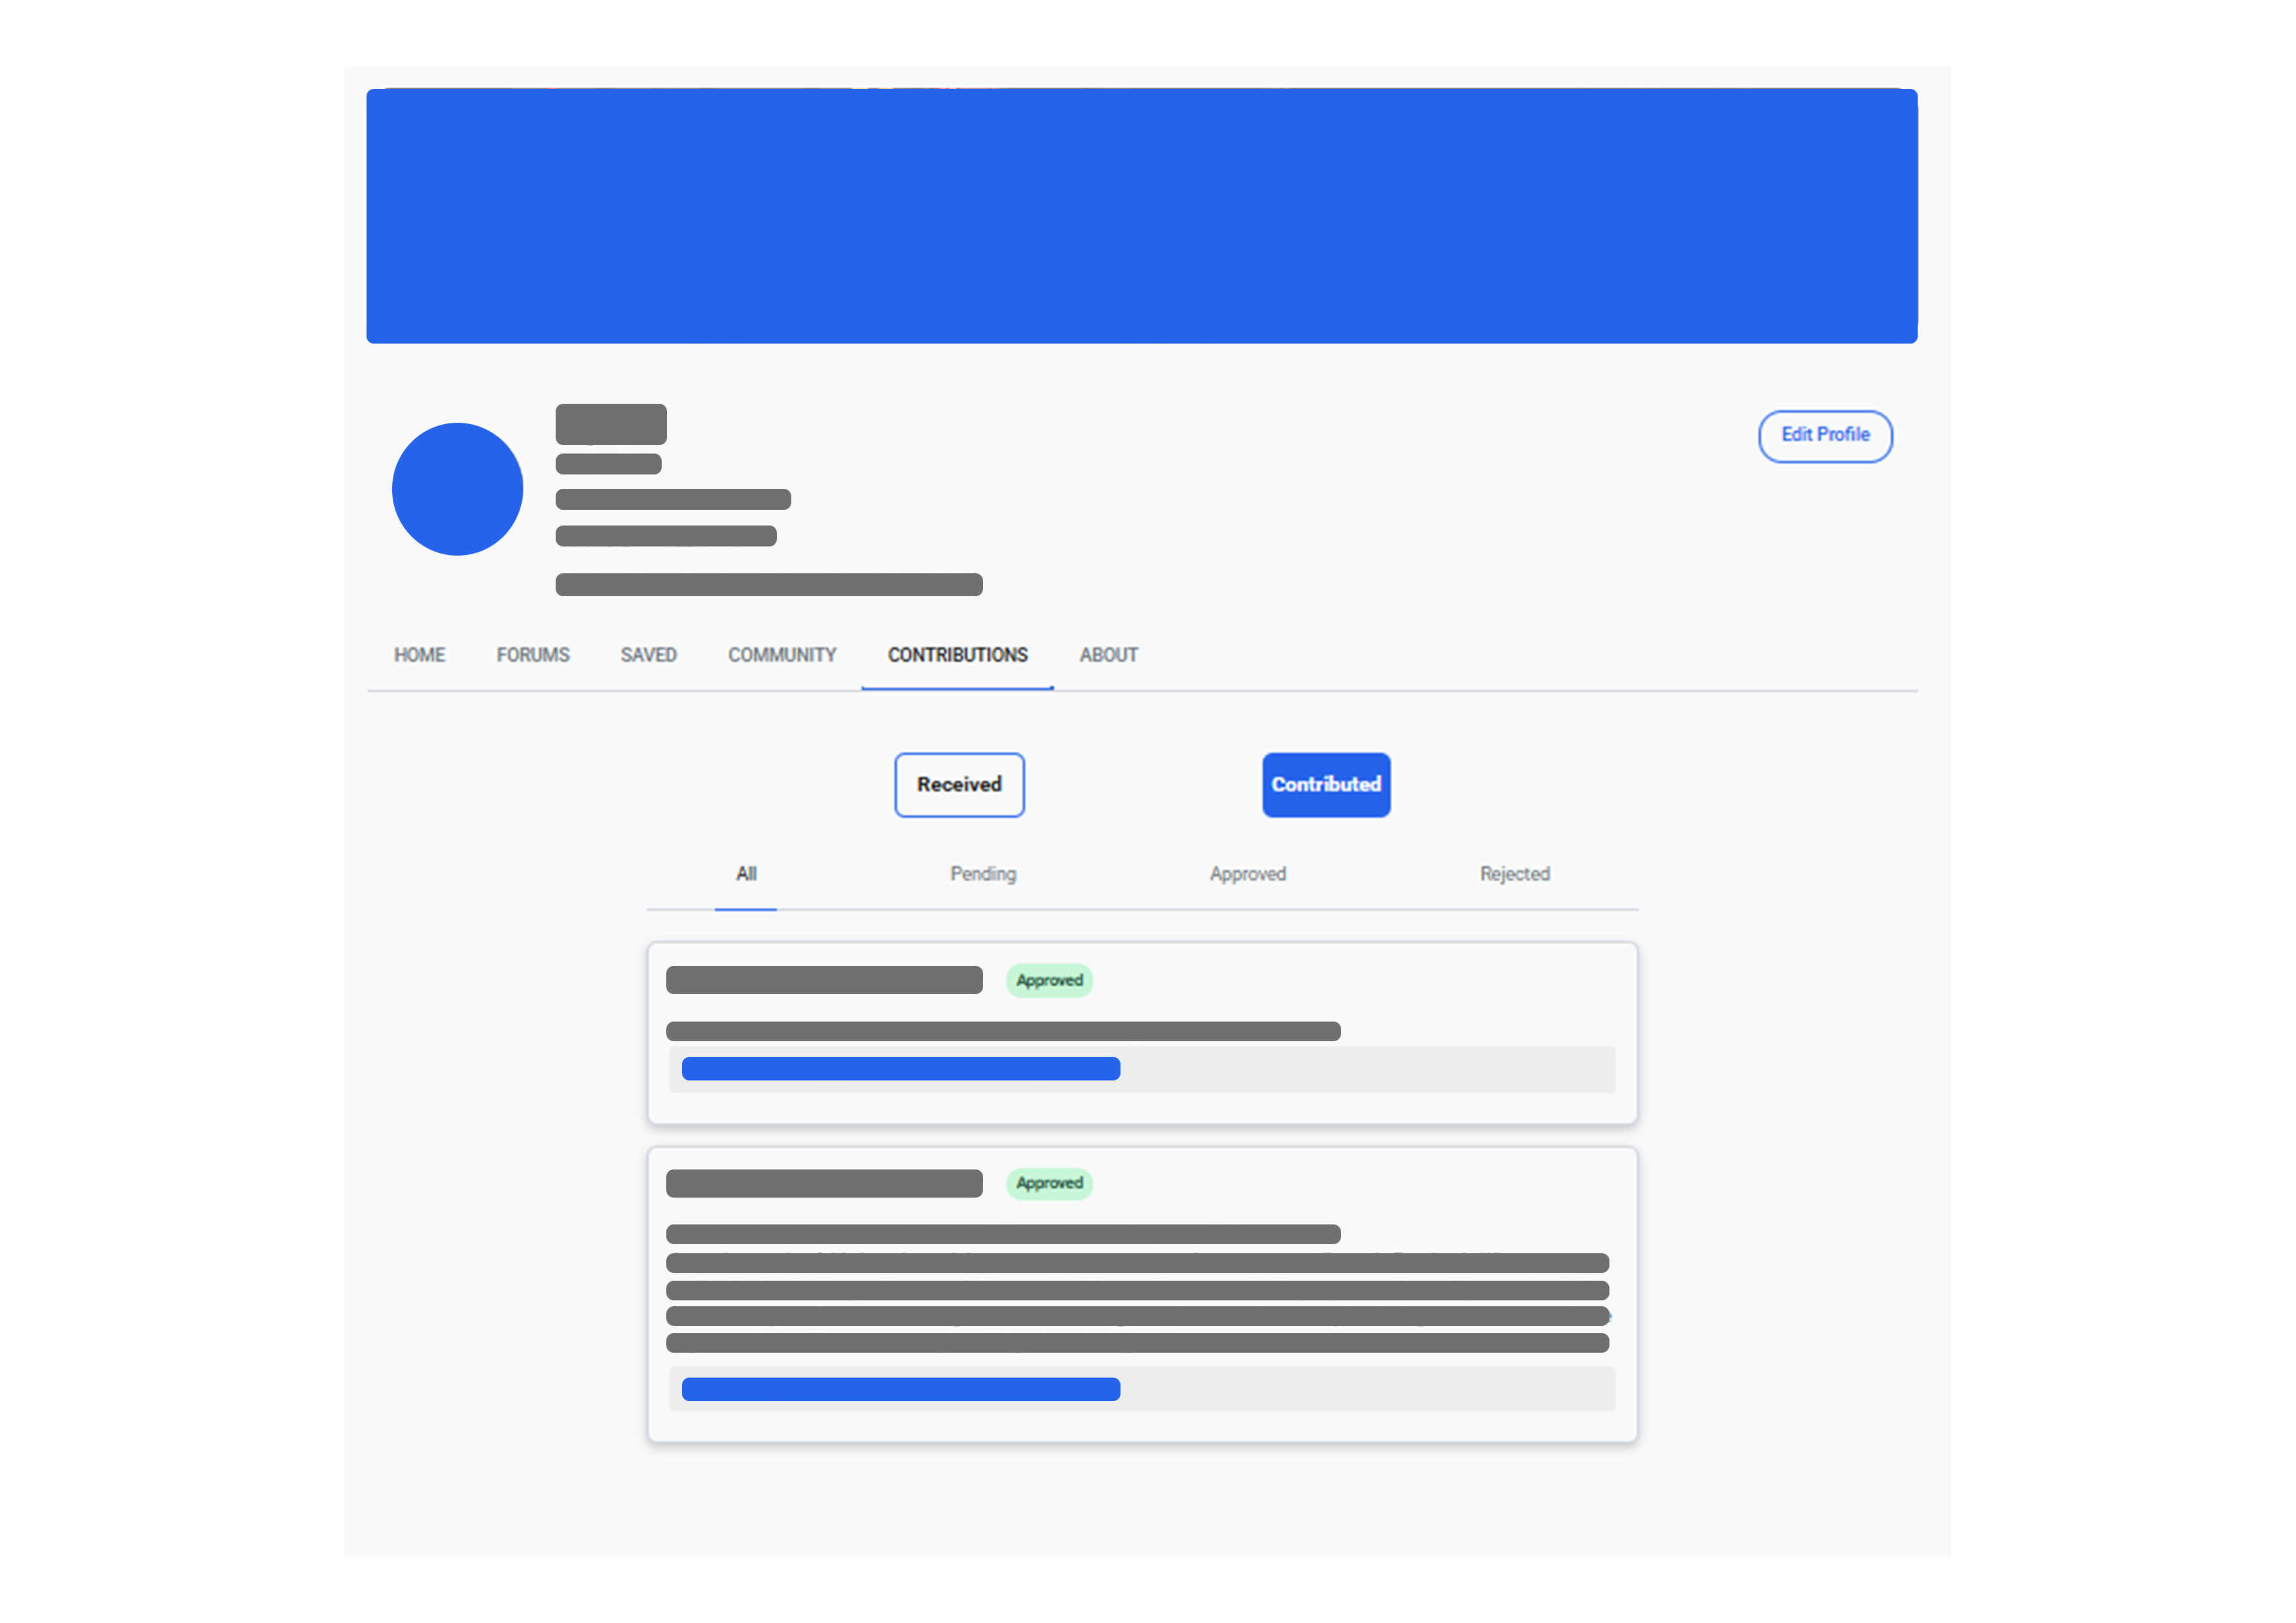 Edit Profile
HOME FORUMS SAVED COMMUNITY CONTRIBUTIONS ABOUT
Received Contributed
All Pending Approved Rejected
Approved
Approved